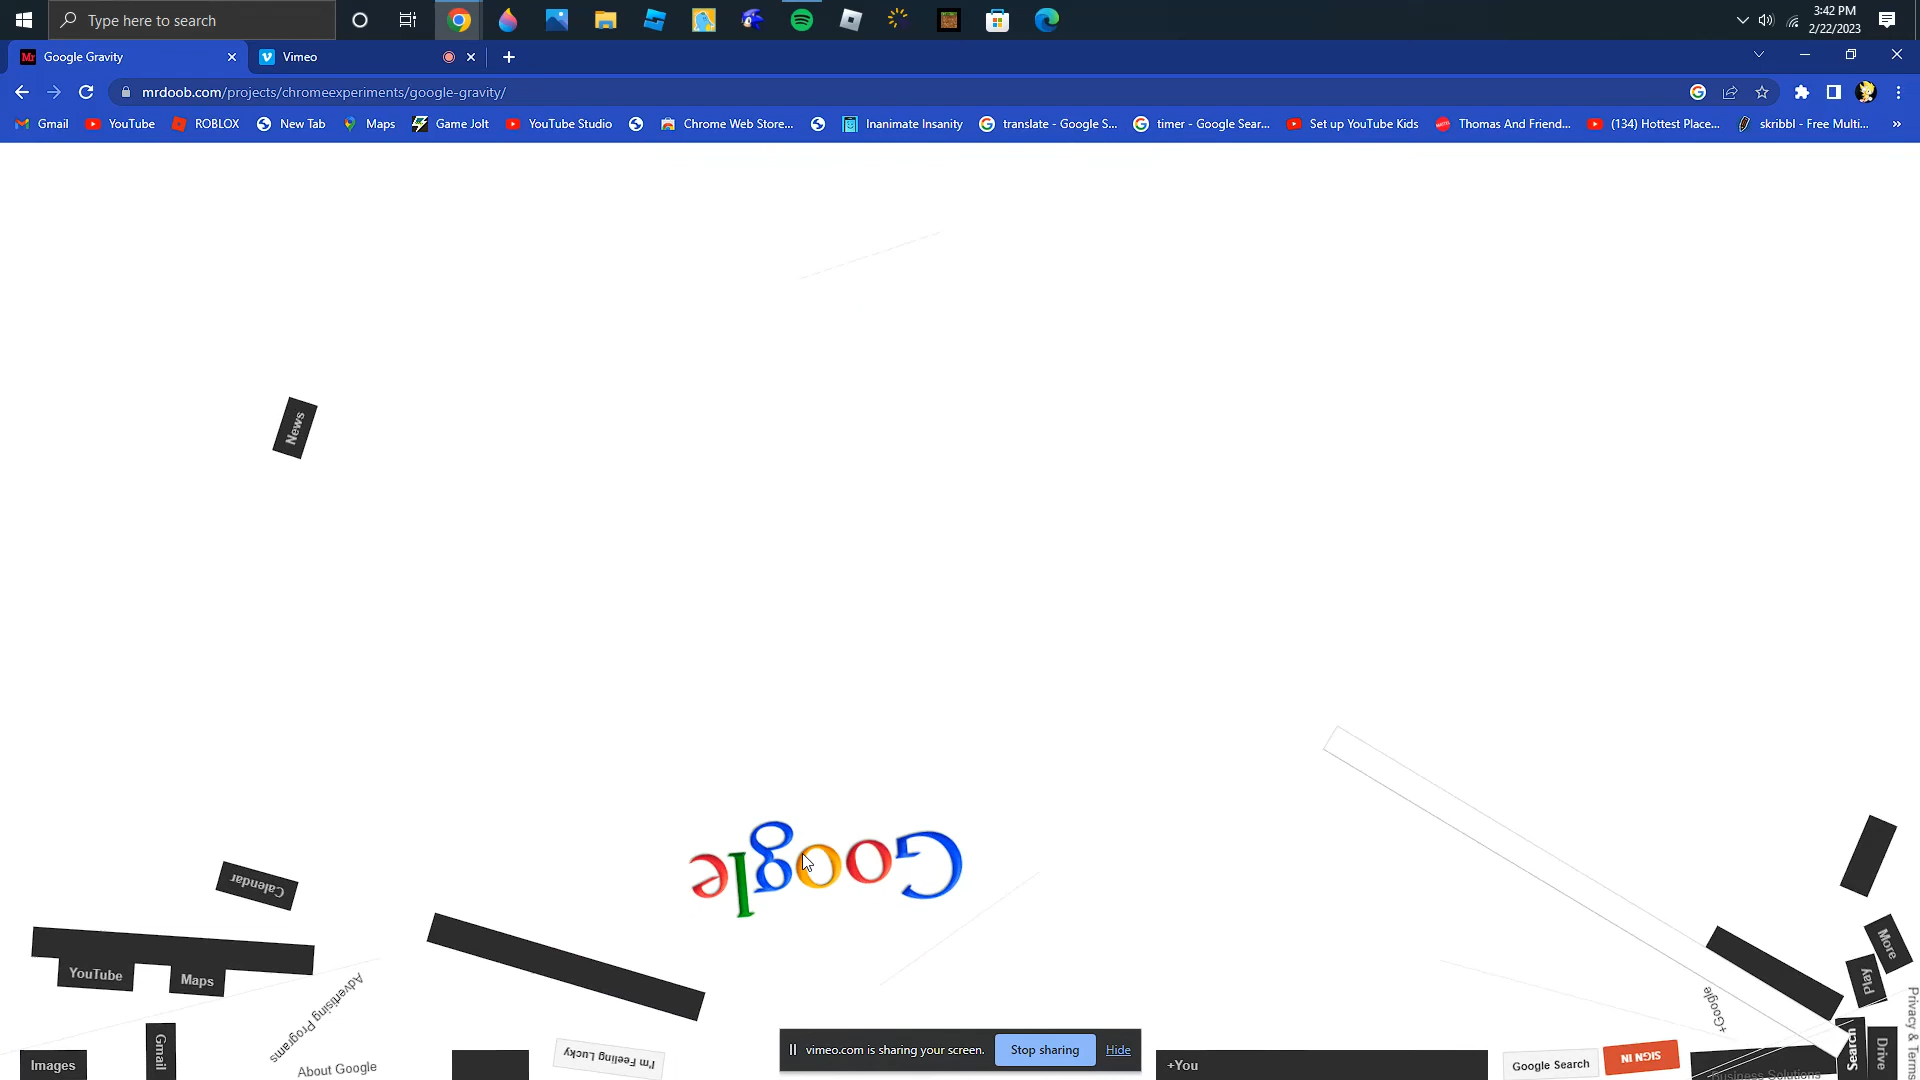 Type here to search
3:42 PM
2/22/2023
Mr Google Gravity
Vimeo
mrdoob.com/projects/chromeexperiments/google-gravity/
Gmail YouTube ROBLOX New Tab Maps Game Jolt YouTube Studio Chrome Web Store... Inanimate Insanity translate - Google S... timer - Google Sear... Set up YouTube Kids Thomas And Friend... (134) Hottest Place... skribbl - Free Multi...
News
Google
Calendar
YouTube
Maps
Advertising Programs
Gmail
Images
About Google
I'm Feeling Lucky
vimeo.com is sharing your screen.
Stop sharing
Hide
+You
Google Search
SIGN IN
Business Solutions
+Google
More
Play
Search
Drive
Privacy & Terms